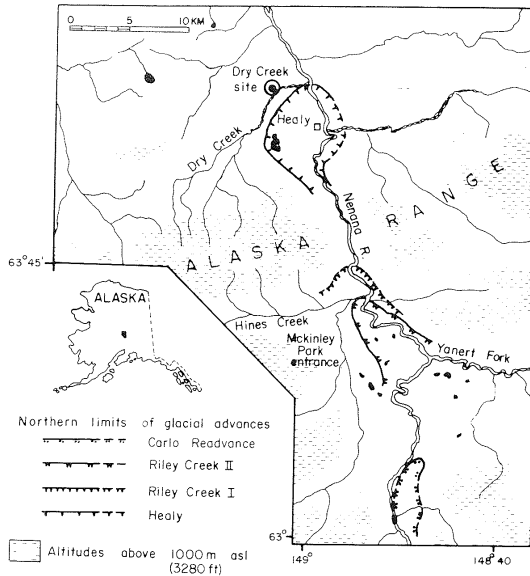 0 5 10 KM
Dry Creek
site
Healy
Dry Creek
Nenana R.
ALASKA RANGE
63°45'
ALASKA
Hines Creek
Mckinley
Park
entrance
Yanert Fork
Northern limits of glacial advances
Carlo Readvance
Riley Creek II
Riley Creek I
Healy
Altitudes above 1000 m asl
(3280 ft)
63°
149°
148°40'